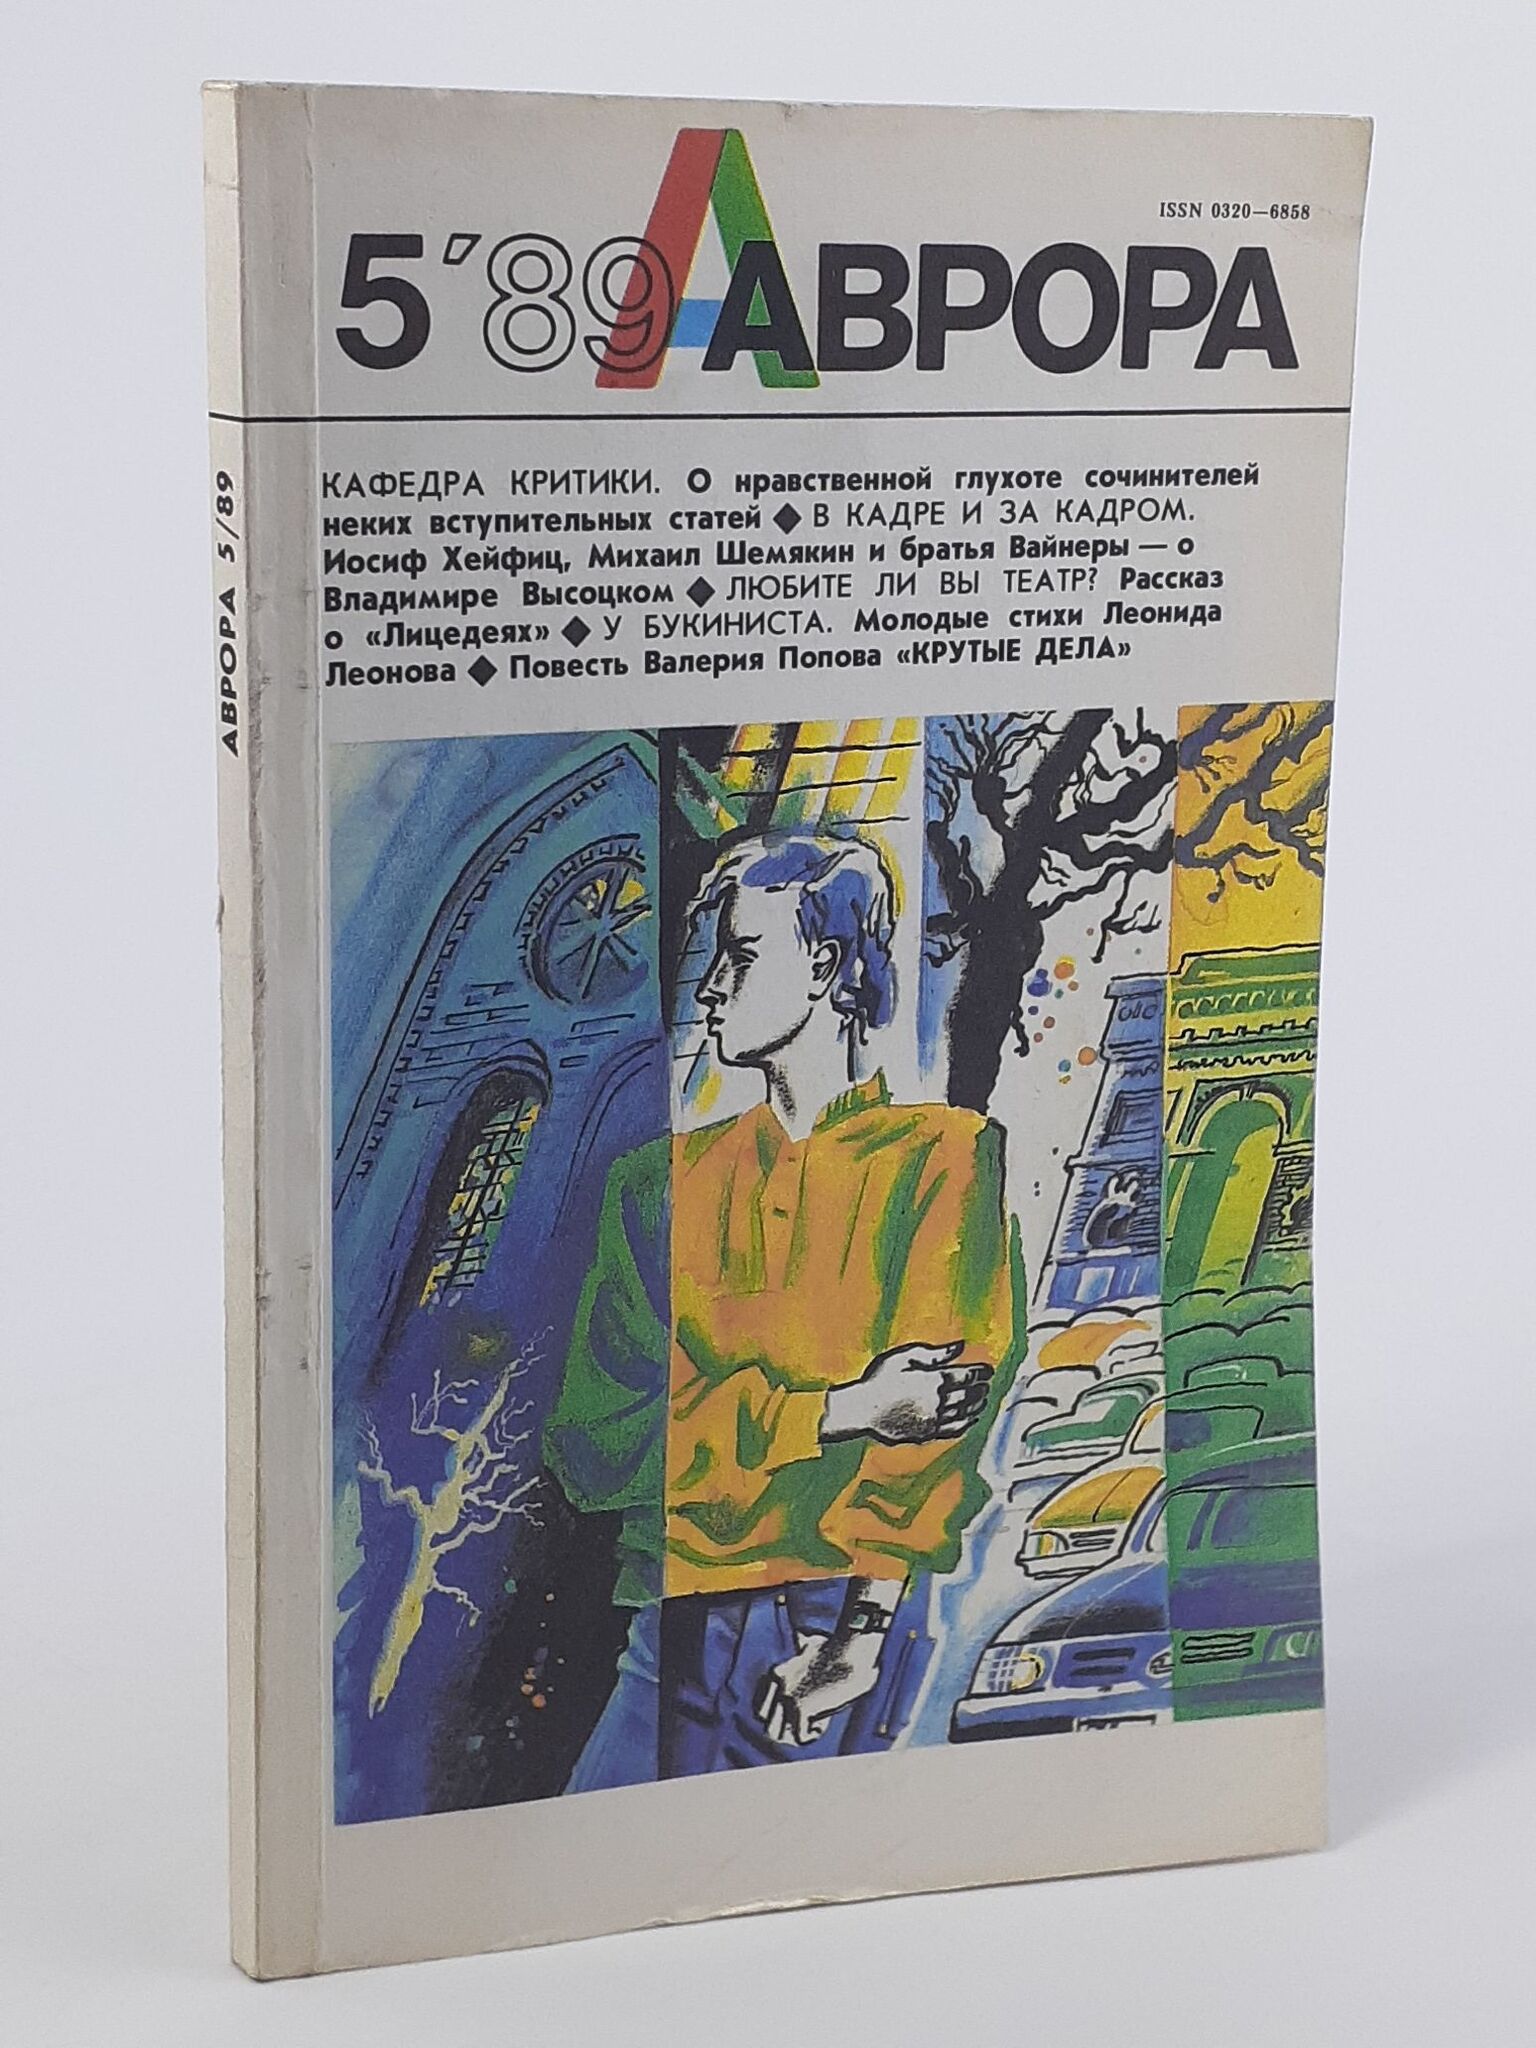 ISSN 0320—6858
5'89 АВРОРА
КАФЕДРА КРИТИКИ. О нравственной глухоте сочинителей
неких вступительных статей ◆ В КАДРЕ И ЗА КАДРОМ.
Иосиф Хейфиц, Михаил Шемякин и братья Вайнеры — о
Владимире Высоцком ◆ ЛЮБИТЕ ЛИ ВЫ ТЕАТР? Рассказ
о «Лицедеях» ◆ У БУКИНИСТА. Молодые стихи Леонида
Леонова ◆ Повесть Валерия Попова «КРУТЫЕ ДЕЛА»
АВРОРА 5/89